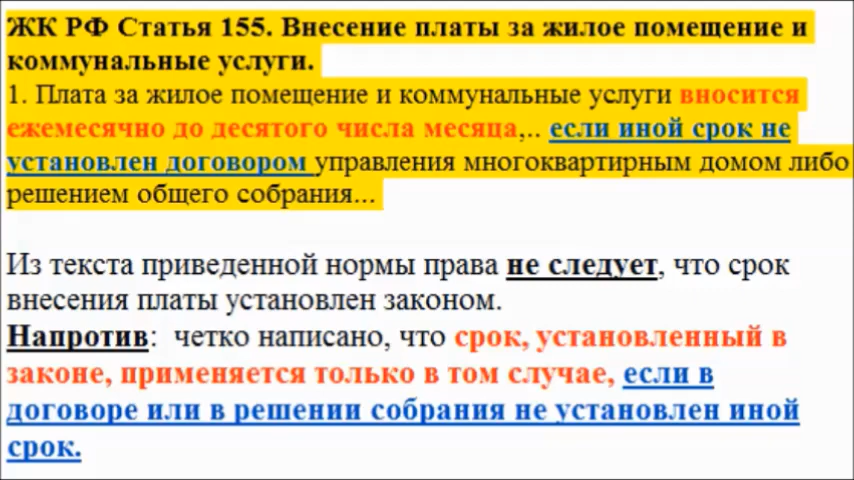 ЖК РФ Статья 155. Внесение платы за жилое помещение и
коммунальные услуги.
1. Плата за жилое помещение и коммунальные услуги вносится
ежемесячно до десятого числа месяца,.. если иной срок не
установлен договором управления многоквартирным домом либо
решением общего собрания...
Из текста приведенной нормы права не следует, что срок
внесения платы установлен законом.
Напротив: четко написано, что срок, установленный в
законе, применяется только в том случае, если в
договоре или в решении собрания не установлен иной
срок.